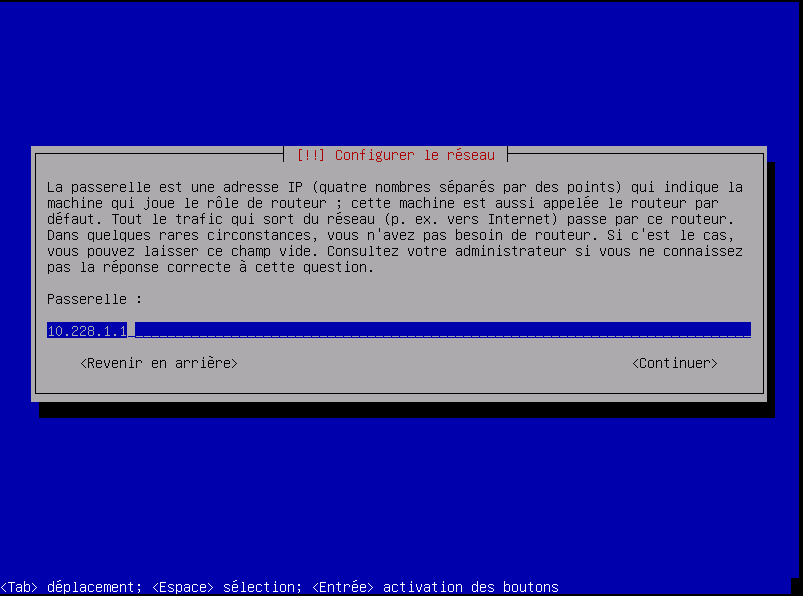 [!!] Configurer le réseau
La passerelle est une adresse IP (quatre nombres séparés par des points) qui indique la
machine qui joue le rôle de routeur ; cette machine est aussi appelée le routeur par
défaut. Tout le trafic qui sort du réseau (p. ex. vers Internet) passe par ce routeur.
Dans quelques rares circonstances, vous n'avez pas besoin de routeur. Si c'est le cas,
vous pouvez laisser ce champ vide. Consultez votre administrateur si vous ne connaissez
pas la réponse correcte à cette question.
Passerelle :
10.228.1.1
<Revenir en arrière> <Continuer>
<Tab> déplacement; <Espace> sélection; <Entrée> activation des boutons